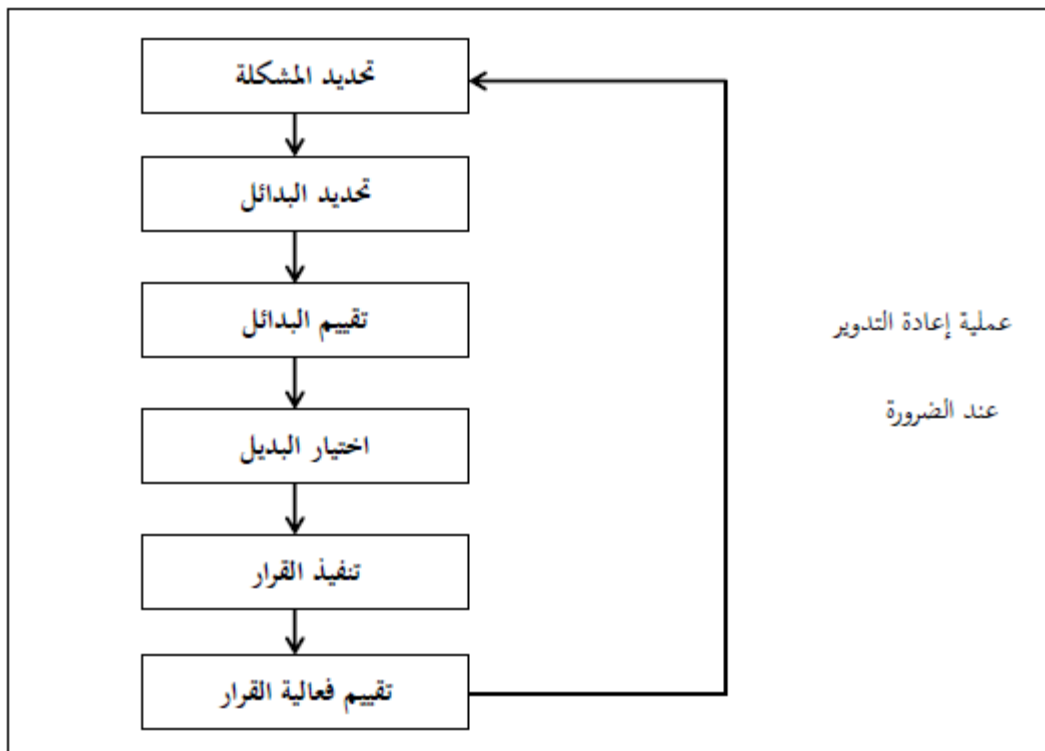 تحديد المشكلة
تحديد البدائل
تقييم البدائل
اختيار البديل
تنفيذ القرار
تقييم فعالية القرار
عملية إعادة التدوير
عند الضرورة